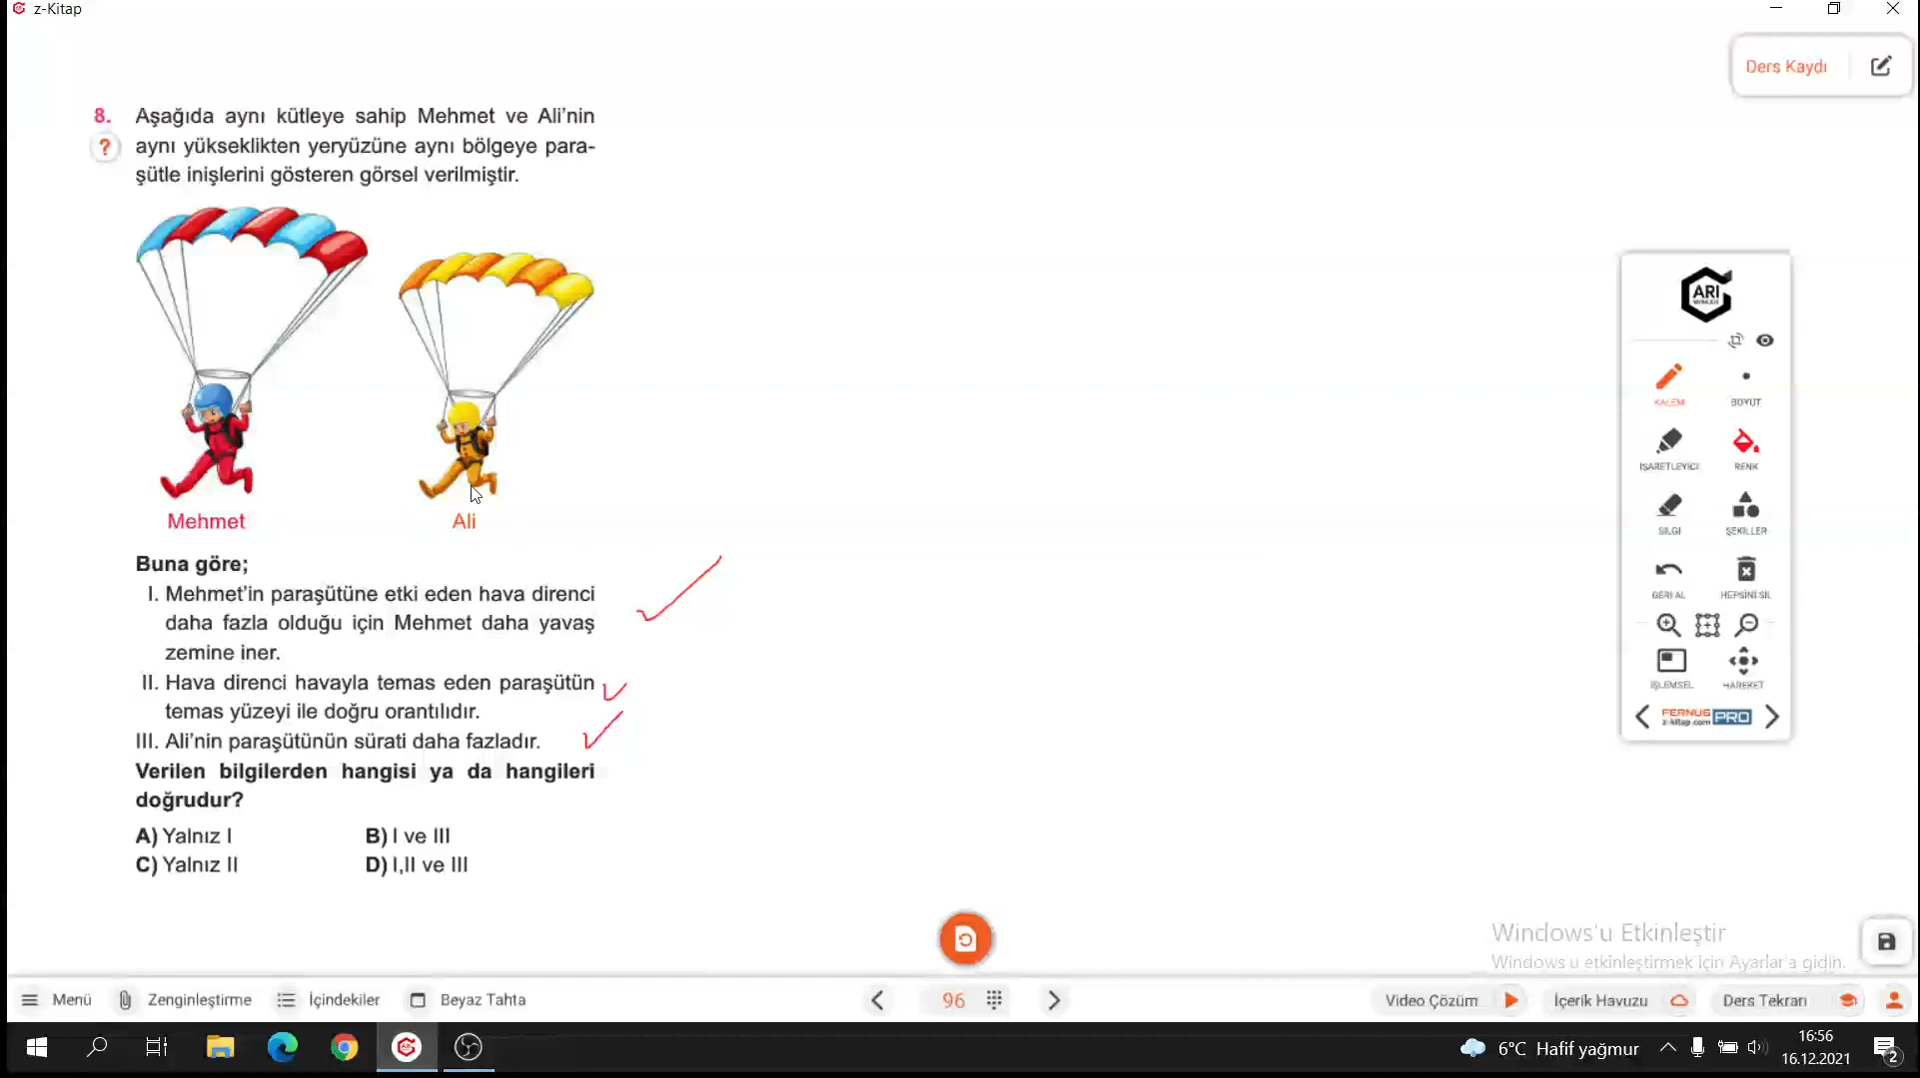 z-Kitap
Ders Kaydı
8. Aşağıda aynı kütleye sahip Mehmet ve Ali'nin
? aynı yükseklikten yeryüzüne aynı bölgeye para-
şütle inişlerini gösteren görsel verilmiştir.
Mehmet
Ali
Buna göre;
I. Mehmet'in paraşütüne etki eden hava direnci
daha fazla olduğu için Mehmet daha yavaş
zemine iner.
II. Hava direnci havayla temas eden paraşütün
temas yüzeyi ile doğru orantılıdır.
III. Ali'nin paraşütünün sürati daha fazladır.
Verilen bilgilerden hangisi ya da hangileri
doğrudur?
A) Yalnız I
B) I ve III
C) Yalnız II
D) I,II ve III
ARI
KALEM
BOYUT
İŞARETLEYİCİ
RENK
SİLGİ
ŞEKİLLER
GERİ AL
HEPSİNİ SİL
İŞLEMSEL
HAREKET
FERNUS
z-kitap.com PRO
Windows'u Etkinleştir
Windows'u etkinleştirmek için Ayarlar'a gidin.
Menü
Zenginleştirme
İçindekiler
Beyaz Tahta
96
Video Çözüm
İçerik Havuzu
Ders Tekrarı
6°C Hafif yağmur
16:56
16.12.2021
2